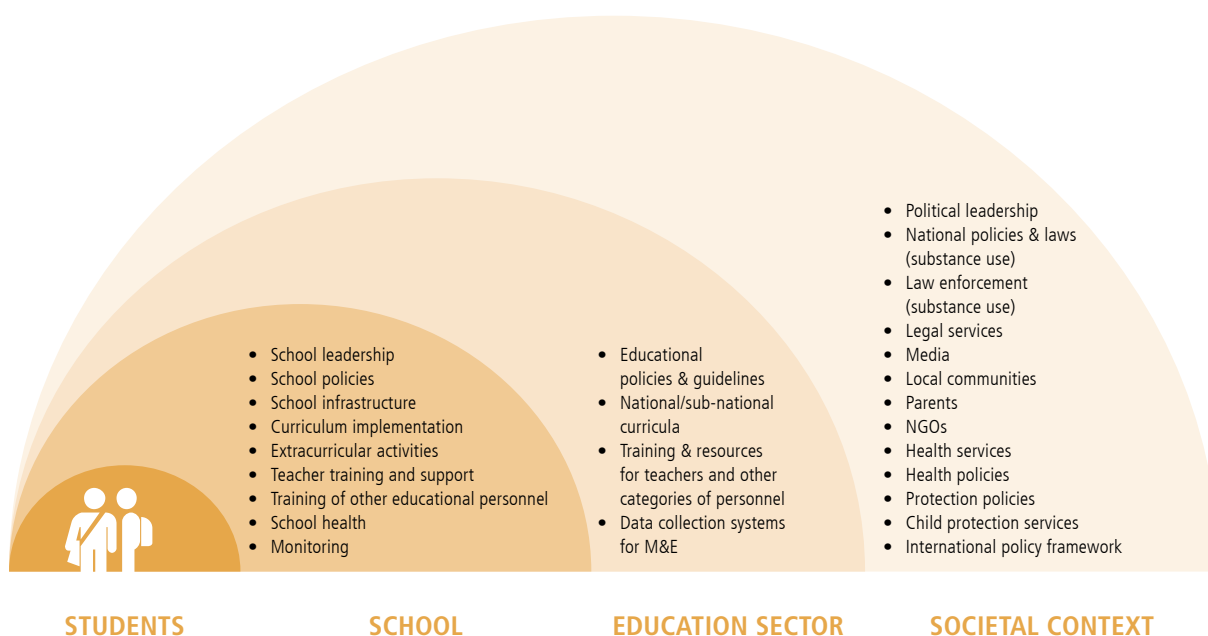 • School leadership
• School policies
• School infrastructure
• Curriculum implementation
• Extracurricular activities
• Teacher training and support
• Training of other educational personnel
• School health
• Monitoring
• Educational
policies & guidelines
• National/sub-national
curricula
• Training & resources
for teachers and other
categories of personnel
• Data collection systems
for M&E
• Political leadership
• National policies & laws
(substance use)
• Law enforcement
(substance use)
• Legal services
• Media
• Local communities
• Parents
• NGOs
• Health services
• Health policies
• Protection policies
• Child protection services
• International policy framework
STUDENTS
SCHOOL
EDUCATION SECTOR
SOCIETAL CONTEXT